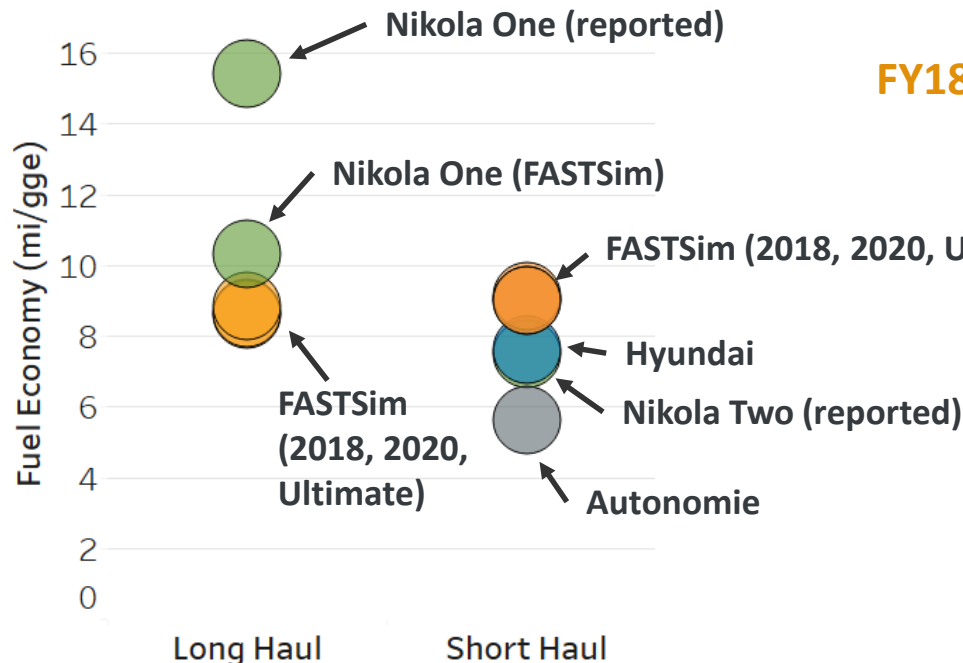 Nikola One (reported)
FY18
16
14
Nikola One (FASTSim)
12
10
FASTSim (2018, 2020, U
8
Hyundai
6
FASTSim
(2018, 2020,
Ultimate)
Nikola Two (reported)
4
Autonomie
2
0
Fuel Economy (mi/gge)
Long Haul
Short Haul